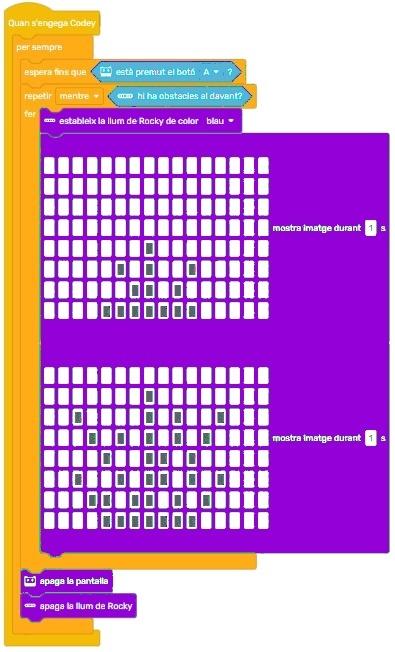 Quan s'engega Codey
per sempre
espera fins que està premut el botó A ?
repetir mentre hi ha obstacles al davant?
fer
estableix la llum de Rocky de color blau
mostra imatge durant 1 s
mostra imatge durant 1 s
apaga la pantalla
apaga la llum de Rocky